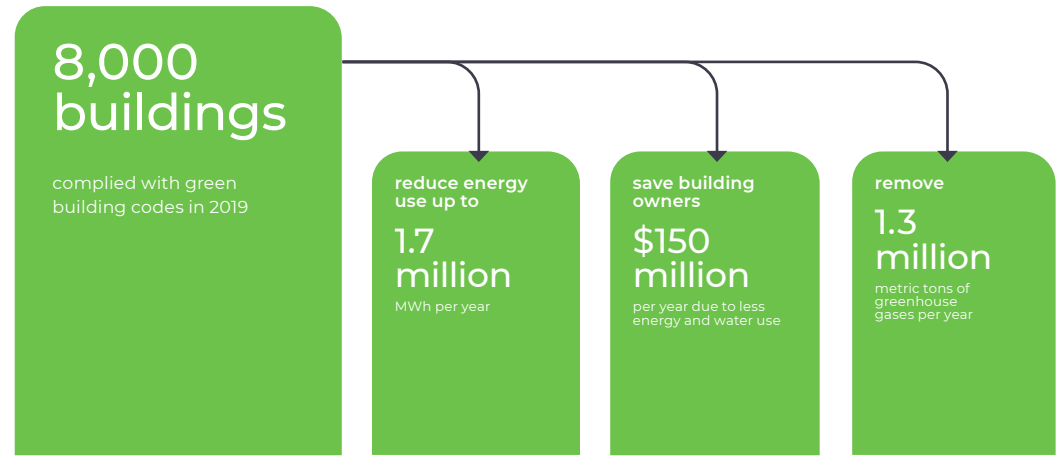 8,000
buildings
complied with green
building codes in 2019
reduce energy
use up to
1.7
million
MWh per year
save building
owners
$150
million
per year due to less
energy and water use
remove
1.3
million
metric tons of
greenhouse
gases per year